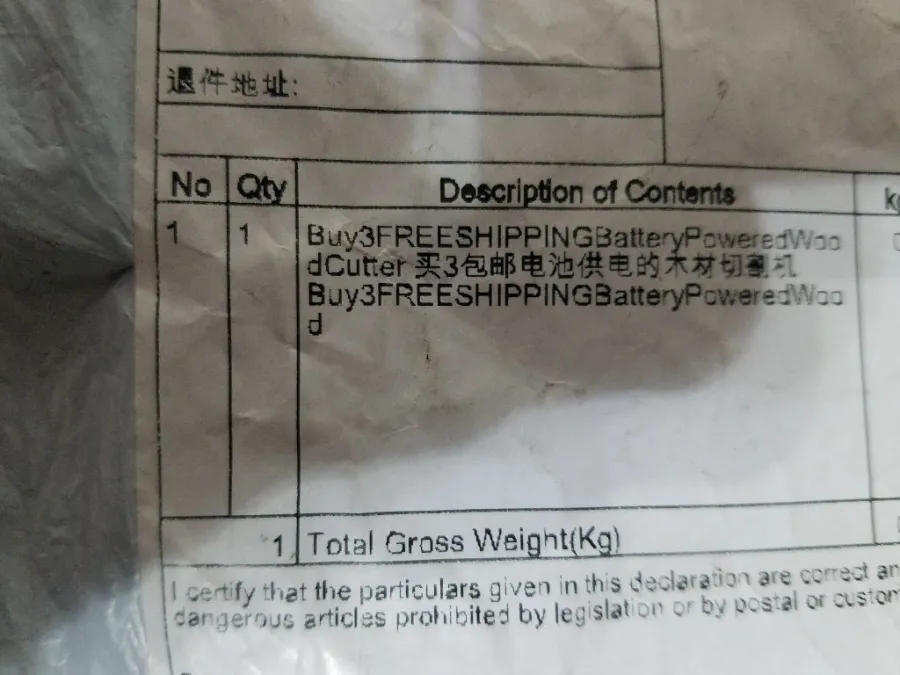 退件地址:
No Qty Description of Contents
1 1 Buy3FREESHIPPINGBatteryPoweredWoo
dCutter 买3包邮电池供电的木材切割机
Buy3FREESHIPPINGBatteryPoweredWoo
d
1 Total Gross Weight(Kg)
I certify that the particulars given in this declaration are correct
dangerous articles prohibited by legislation or by postal or